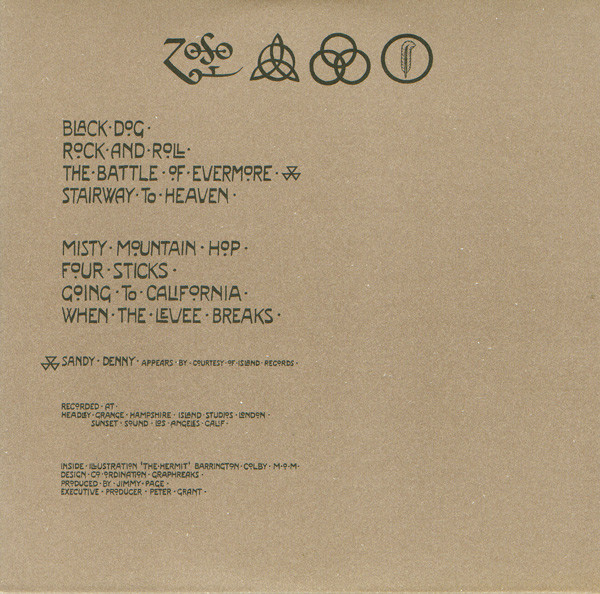 ZOSO
BLACK·DOG·
ROCK·AND·ROLL·
THE·BATTLE·OF·EVERMORE·
STAIRWAY·To·HEAVEN·
MISTY·MOUNTAIN·HOP·
FOUR·STICKS·
GOING·To·CALIFORNIA·
WHEN·THE·LEVEE·BREAKS·
SANDY·DENNY·APPEARS·BY·COURTESY·OF·ISLAND·RECORDS·
RECORDED·AT·
HEADLEY·GRANGE·HAMPSHIRE·ISLAND·STUDIOS·LONDON·
SUNSET·SOUND·LOS·ANGELES·CALIF·
INSIDE·ILLUSTRATION 'THE·HERMIT' BARRINGTON·COLBY·M·O·M·
DESIGN·CO·ORDINATION·GRAPHREAKS·
PRODUCED·BY·JIMMY·PAGE·
EXECUTIVE·PRODUCER·PETER·GRANT·